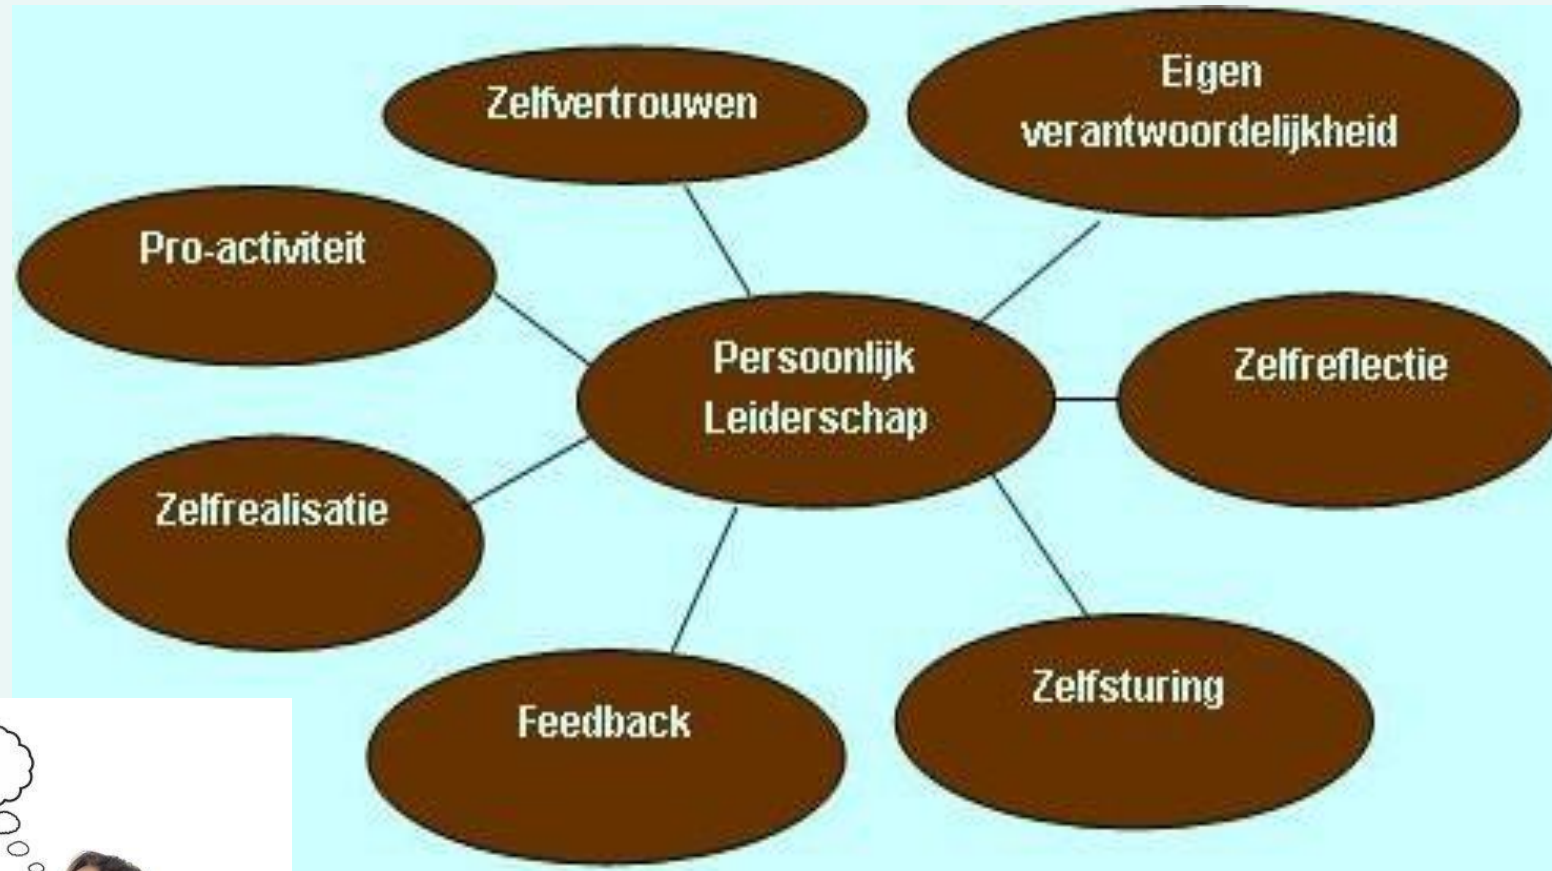 Zelfvertrouwen
Eigen
verantwoordelijkheid
Pro-activiteit
Persoonlijk
Leiderschap
Zelfreflectie
Zelfrealisatie
Zelfsturing
Feedback